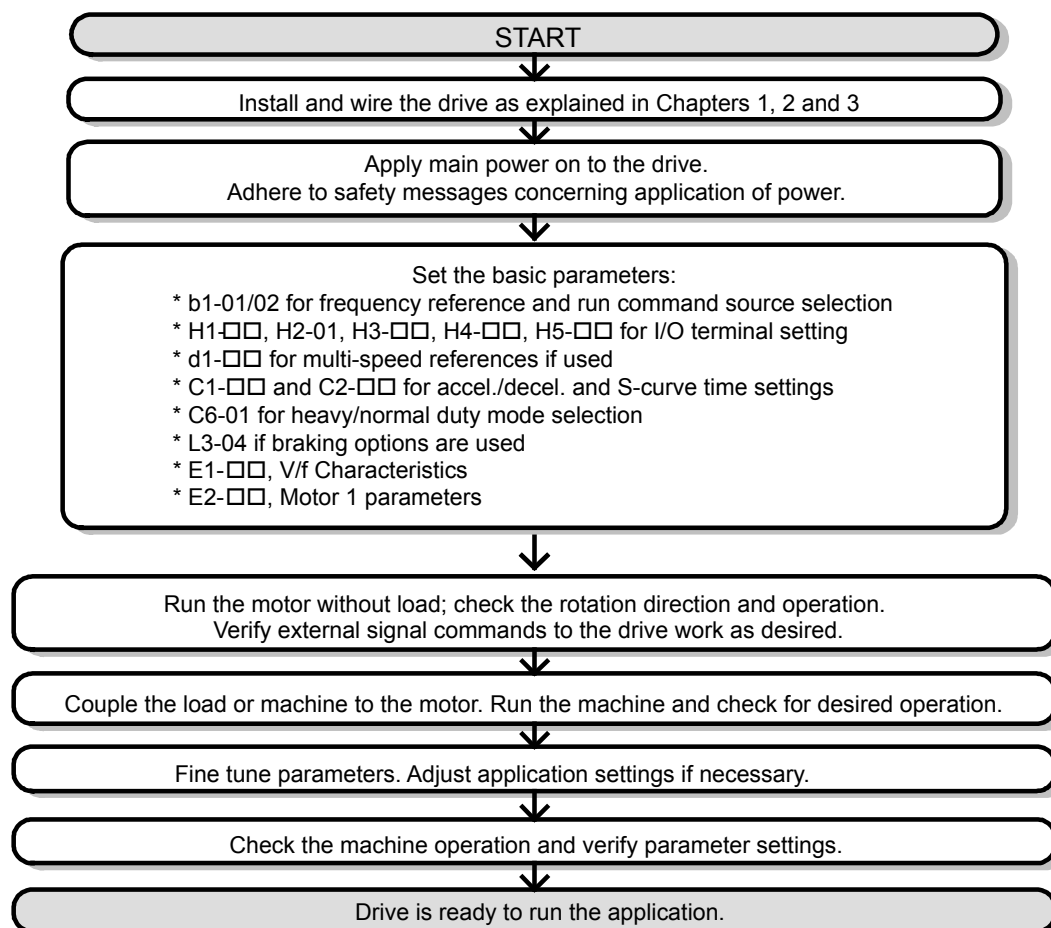 START
Install and wire the drive as explained in Chapters 1, 2 and 3
Apply main power on to the drive.
Adhere to safety messages concerning application of power.
Set the basic parameters:
* b1-01/02 for frequency reference and run command source selection
* H1-□□, H2-01, H3-□□, H4-□□, H5-□□ for I/O terminal setting
* d1-□□ for multi-speed references if used
* C1-□□ and C2-□□ for accel./decel. and S-curve time settings
* C6-01 for heavy/normal duty mode selection
* L3-04 if braking options are used
* E1-□□, V/f Characteristics
* E2-□□, Motor 1 parameters
Run the motor without load; check the rotation direction and operation.
Verify external signal commands to the drive work as desired.
Couple the load or machine to the motor. Run the machine and check for desired operation.
Fine tune parameters. Adjust application settings if necessary.
Check the machine operation and verify parameter settings.
Drive is ready to run the application.